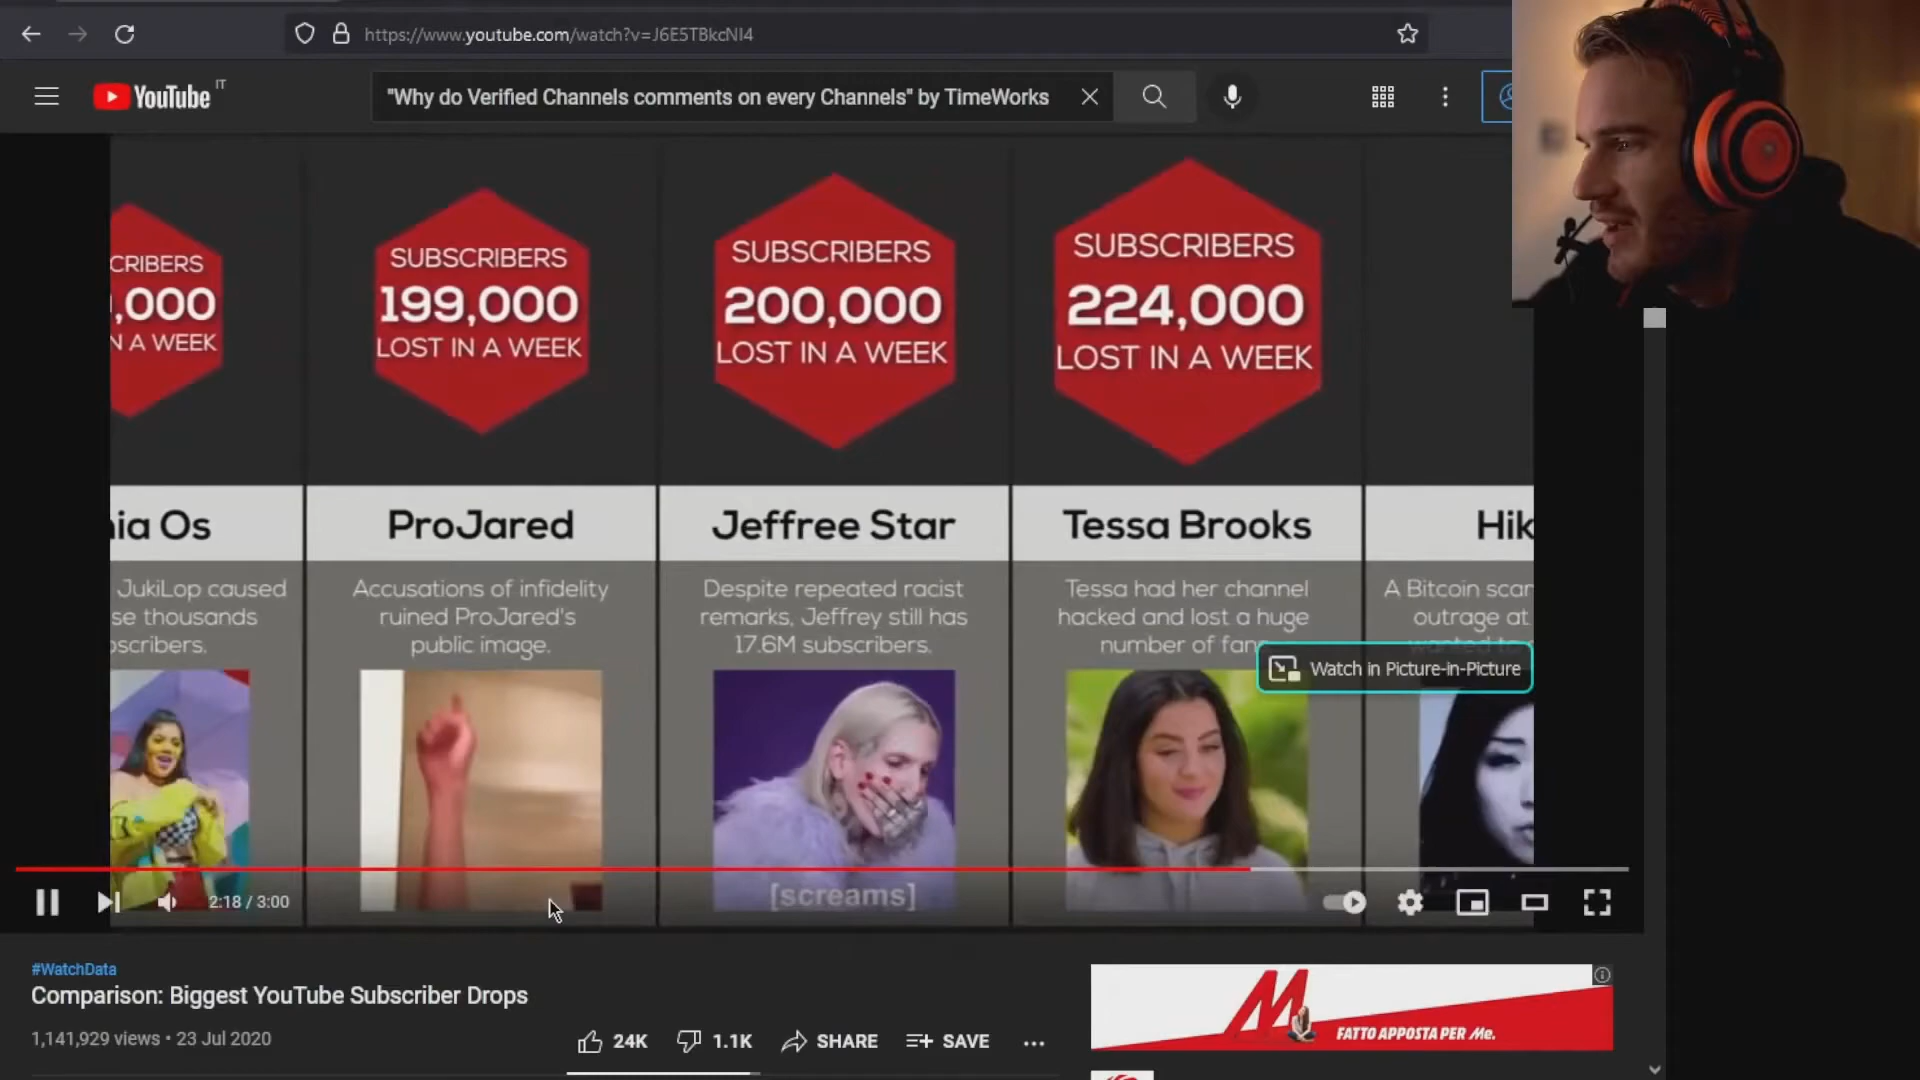 https://www.youtube.com/watch?v=J6E5TBkcNI4
YouTube IT
"Why do Verified Channels comments on every Channels" by TimeWorks
CRIBERS
,000
N A WEEK
SUBSCRIBERS
199,000
LOST IN A WEEK
SUBSCRIBERS
200,000
LOST IN A WEEK
SUBSCRIBERS
224,000
LOST IN A WEEK
nia Os
ProJared
Jeffree Star
Tessa Brooks
Hik
JukiLop caused
se thousands
bscribers.
Accusations of infidelity
ruined ProJared's
public image.
Despite repeated racist
remarks, Jeffrey still has
17.6M subscribers.
Tessa had her channel
hacked and lost a huge
number of fans
A Bitcoin scar
outrage at
wanted to
Watch in Picture-in-Picture
[screams]
2:18 / 3:00
#WatchData
Comparison: Biggest YouTube Subscriber Drops
1,141,929 views • 23 Jul 2020
24K
1.1K
SHARE
SAVE
M
FATTO APPOSTA PER Me.